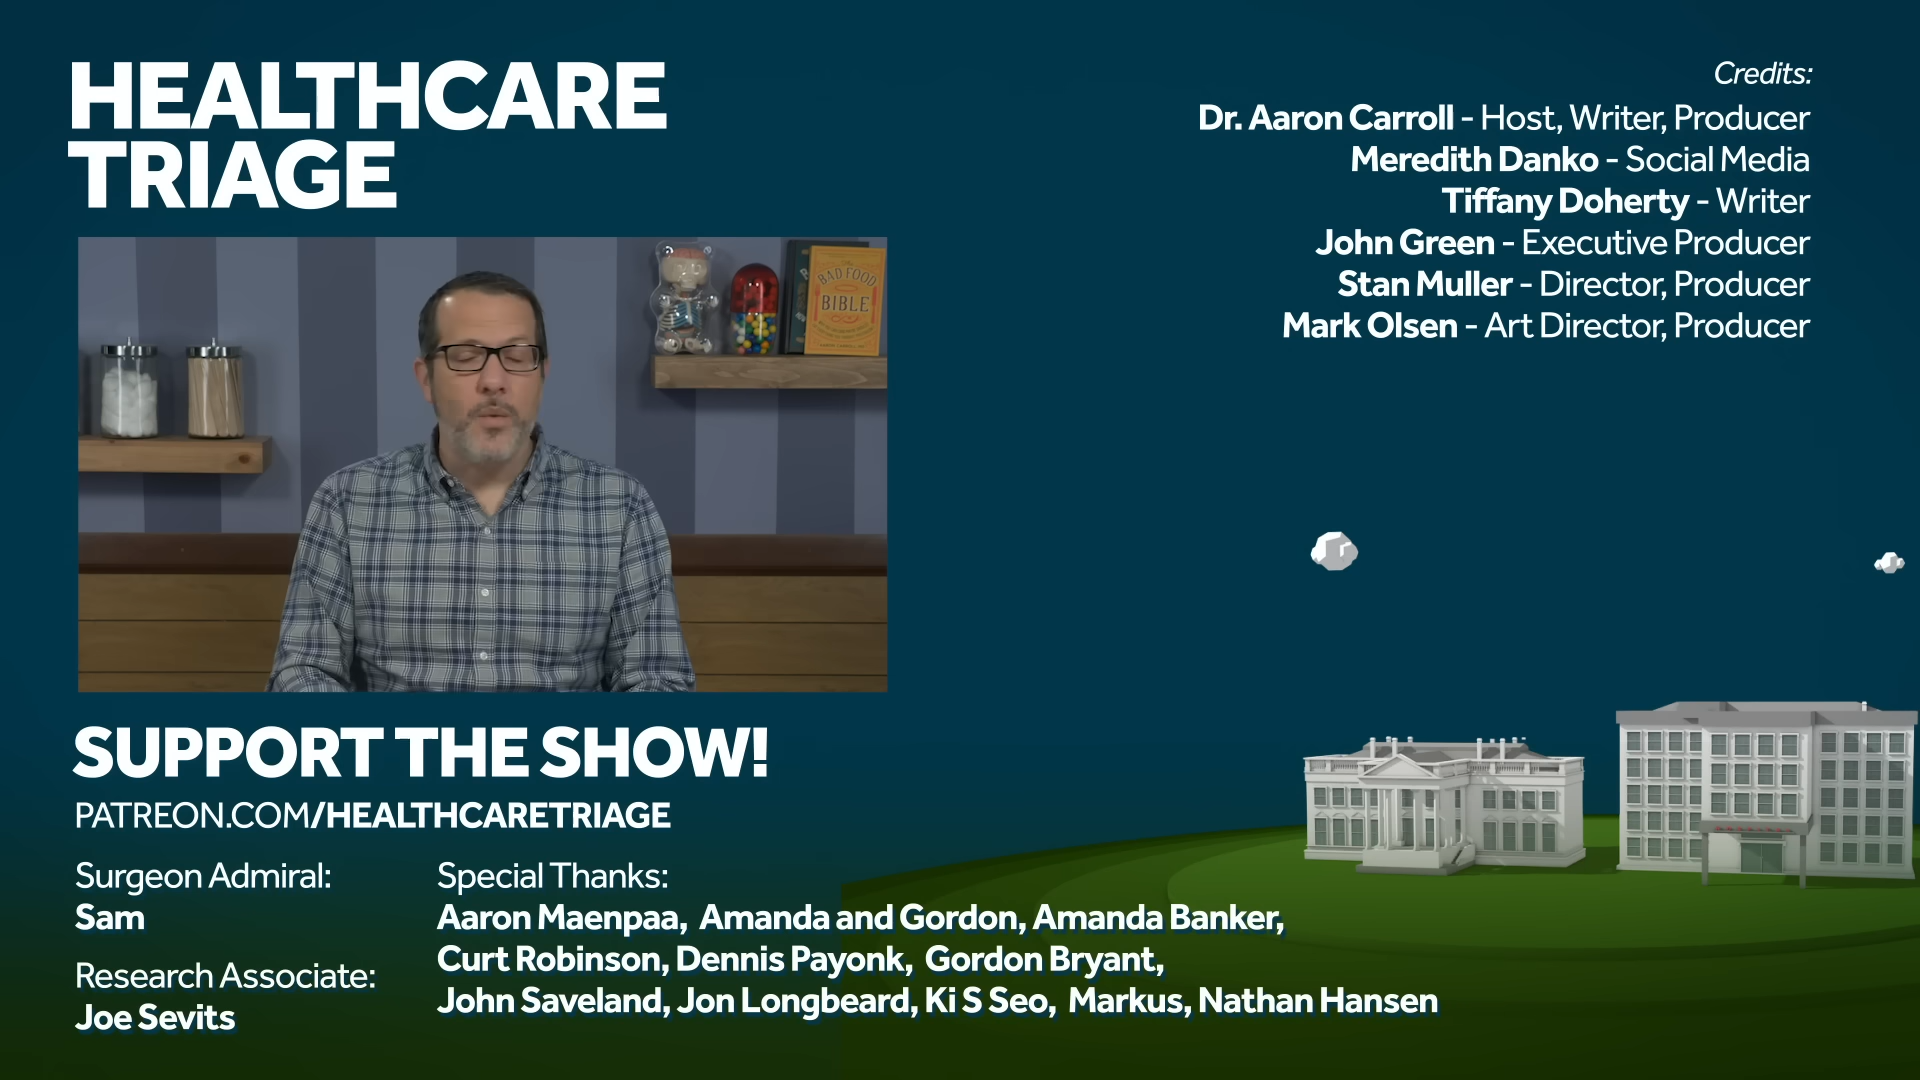 HEALTHCARE
TRIAGE
Credits:
Dr. Aaron Carroll - Host, Writer, Producer
Meredith Danko - Social Media
Tiffany Doherty - Writer
John Green - Executive Producer
Stan Muller - Director, Producer
Mark Olsen - Art Director, Producer
BAD FOOD
BIBLE
SUPPORT THE SHOW!
PATREON.COM/HEALTHCARETRIAGE
Surgeon Admiral:
Sam
Research Associate:
Joe Sevits
Special Thanks:
Aaron Maenpaa, Amanda and Gordon, Amanda Banker,
Curt Robinson, Dennis Payonk, Gordon Bryant,
John Saveland, Jon Longbeard, Ki S Seo, Markus, Nathan Hansen